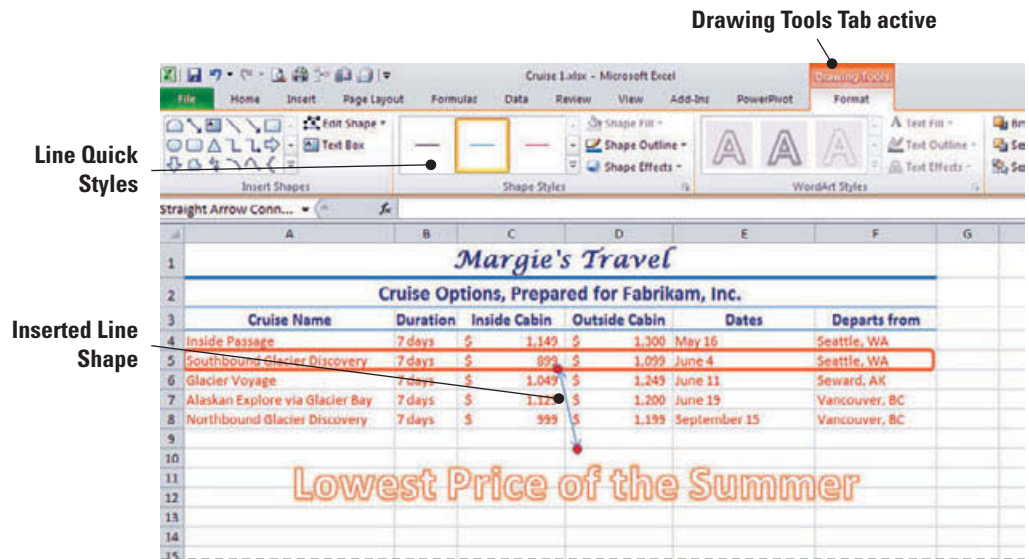 Drawing Tools Tab active
Cruise 1.xlsx - Microsoft Excel
Drawing Tools
File Home Insert Page Layout Formulas Data Review View Add-Ins PowerPivot Format
Edit Shape
Text Box
Shape Fill
Shape Outline
Shape Effects
Text Fill
Text Outline
Text Effects
Insert Shapes Shape Styles WordArt Styles
Line Quick
Styles
Straight Arrow Conn... fx
A B C D E F G
1 Margie's Travel
2 Cruise Options, Prepared for Fabrikam, Inc.
3 Cruise Name Duration Inside Cabin Outside Cabin Dates Departs from
4 Inside Passage 7 days $ 1,149 $ 1,300 May 16 Seattle, WA
5 Southbound Glacier Discovery 7 days $ 899 $ 1,099 June 4 Seattle, WA
6 Glacier Voyage 7 days $ 1,049 $ 1,249 June 11 Seward, AK
7 Alaskan Explore via Glacier Bay 7 days $ $ 1,200 June 19 Vancouver, BC
8 Northbound Glacier Discovery 7 days $ 999 $ 1,199 September 15 Vancouver, BC
9
10
11
12
Lowest Price of the Summer
13
14
15
Inserted Line
Shape